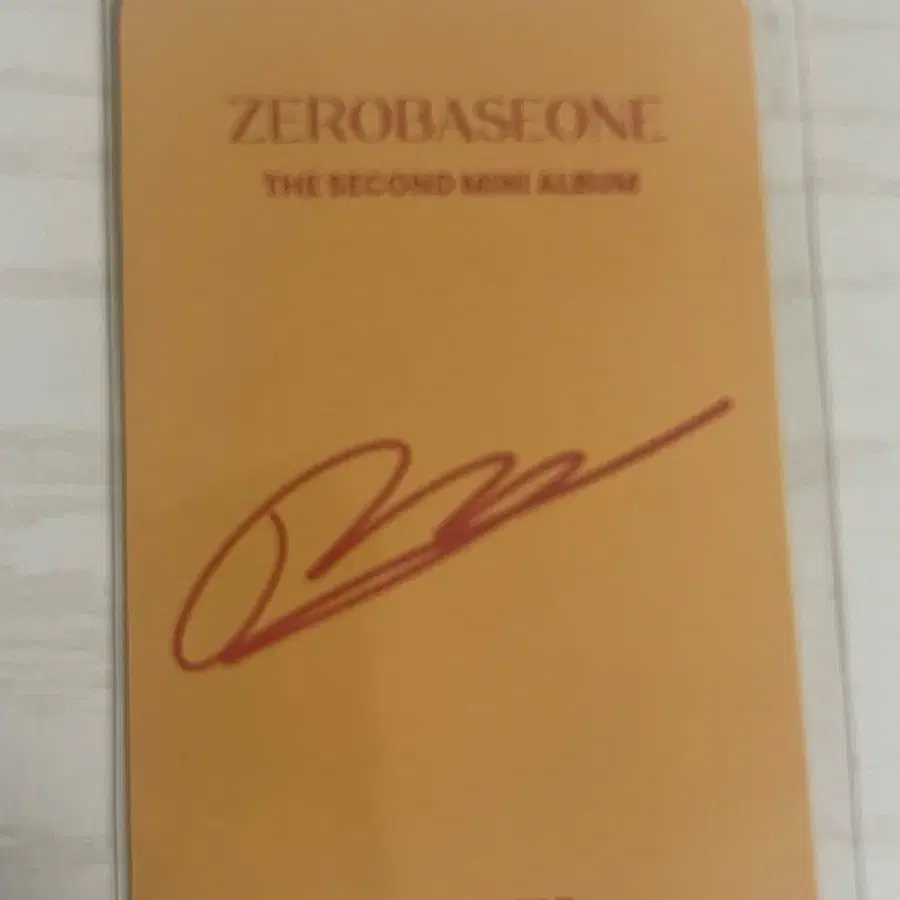 ZEROBASEONE
THE SECOND MINI ALBUM